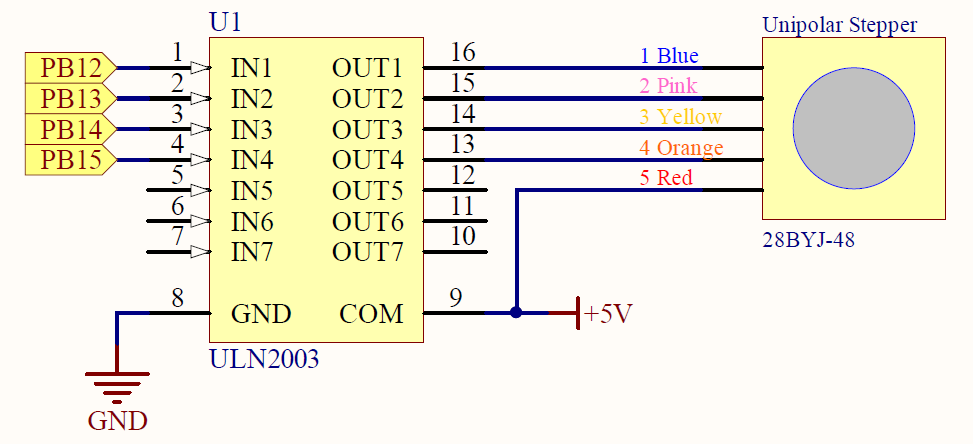 U1
Unipolar Stepper
PB12 1 IN1 OUT1 16 1 Blue
PB13 2 IN2 OUT2 15 2 Pink
PB14 3 IN3 OUT3 14 3 Yellow
PB15 4 IN4 OUT4 13 4 Orange
5 IN5 OUT5 12 5 Red
6 IN6 OUT6 11
7 IN7 OUT7 10
28BYJ-48
8 GND COM 9 +5V
ULN2003
GND